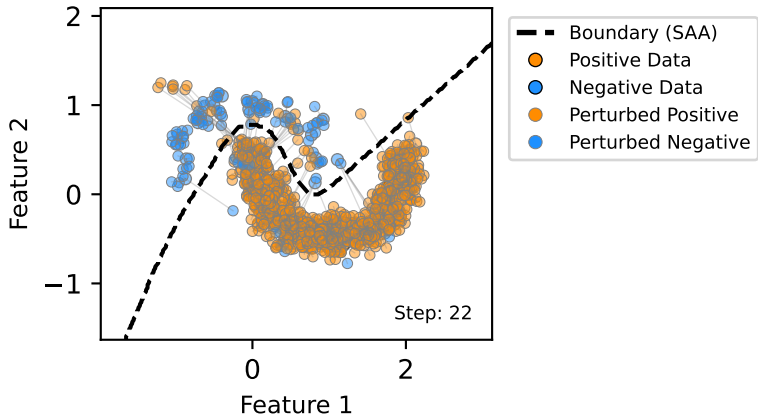 2
1
0
−1
Feature 2
0
2
Feature 1
Step: 22
Boundary (SAA)
Positive Data
Negative Data
Perturbed Positive
Perturbed Negative